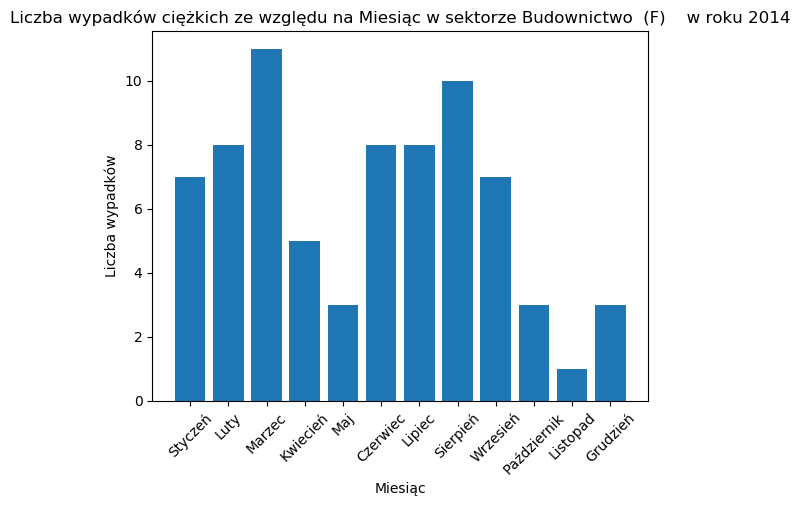 Liczba wypadków ciężkich ze względu na Miesiąc w sektorze Budownictwo  (F)    w roku 2014
Liczba wypadków
10
8
6
4
2
0
Styczeń
Luty
Marzec
Kwiecień
Maj
Czerwiec
Lipiec
Sierpień
Wrzesień
Październik
Listopad
Grudzień
Miesiąc